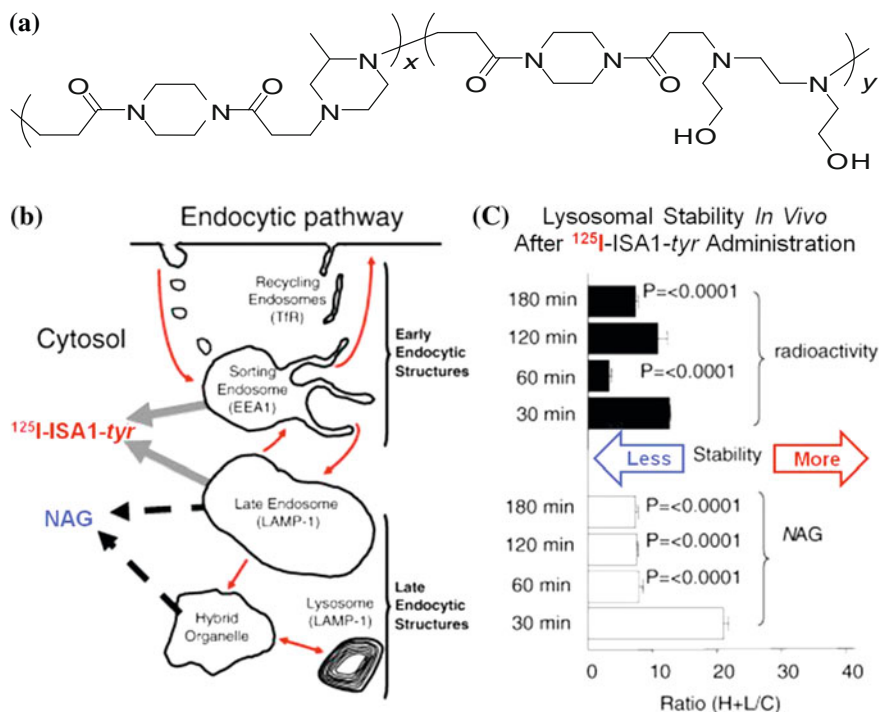 (a)
O
N
N
O
N
N
x
O
N
N
O
N
HO
N
OH
y
(b)
Endocytic pathway
Recycling
Endosomes
(TfR)
Cytosol
Early
Endocytic
Structures
Sorting
Endosome
(EEA1)
¹²⁵I-ISA1-tyr
Late Endosome
(LAMP-1)
NAG
Hybrid
Organelle
Lysosome
(LAMP-1)
Late
Endocytic
Structures
(C)
Lysosomal Stability In Vivo
After ¹²⁵I-ISA1-tyr Administration
180 min
P=<0.0001
120 min
60 min
P=<0.0001
30 min
radioactivity
Less
Stability
More
180 min
P=<0.0001
120 min
P=<0.0001
60 min
P=<0.0001
30 min
NAG
0 10 20 30 40
Ratio (H+L/C)